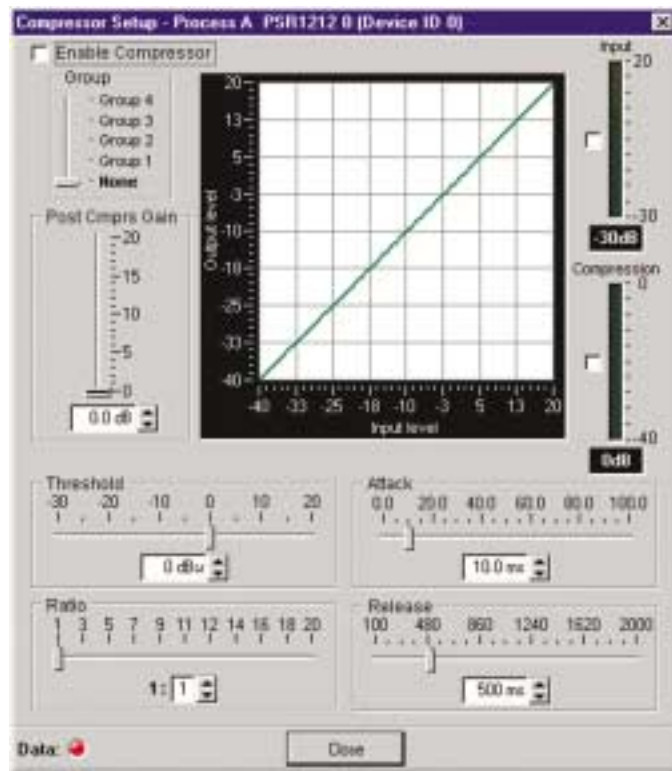 Compressor Setup - Process A PSR1212 0 (Device ID 0)
Enable Compressor
Group
Group 4
Group 3
Group 2
Group 1
None
Post Cmprs Gain
20
15
10
5
0
0.0 dB
Output level
20
13
5
-3
-10
-18
-25
-33
-40
-40 -33 -25 -18 -10 -3 5 13 20
Input level
Input
20
-30
-30dB
Compression
0
-40
0dB
Threshold
-30 -20 -10 0 10 20
0 dBu
Attack
0.0 20.0 40.0 60.0 80.0 100.0
10.0 ms
Ratio
1 3 5 7 9 11 12 14 16 18 20
1: 1
Release
100 480 860 1240 1620 2000
500 ms
Data:
Close